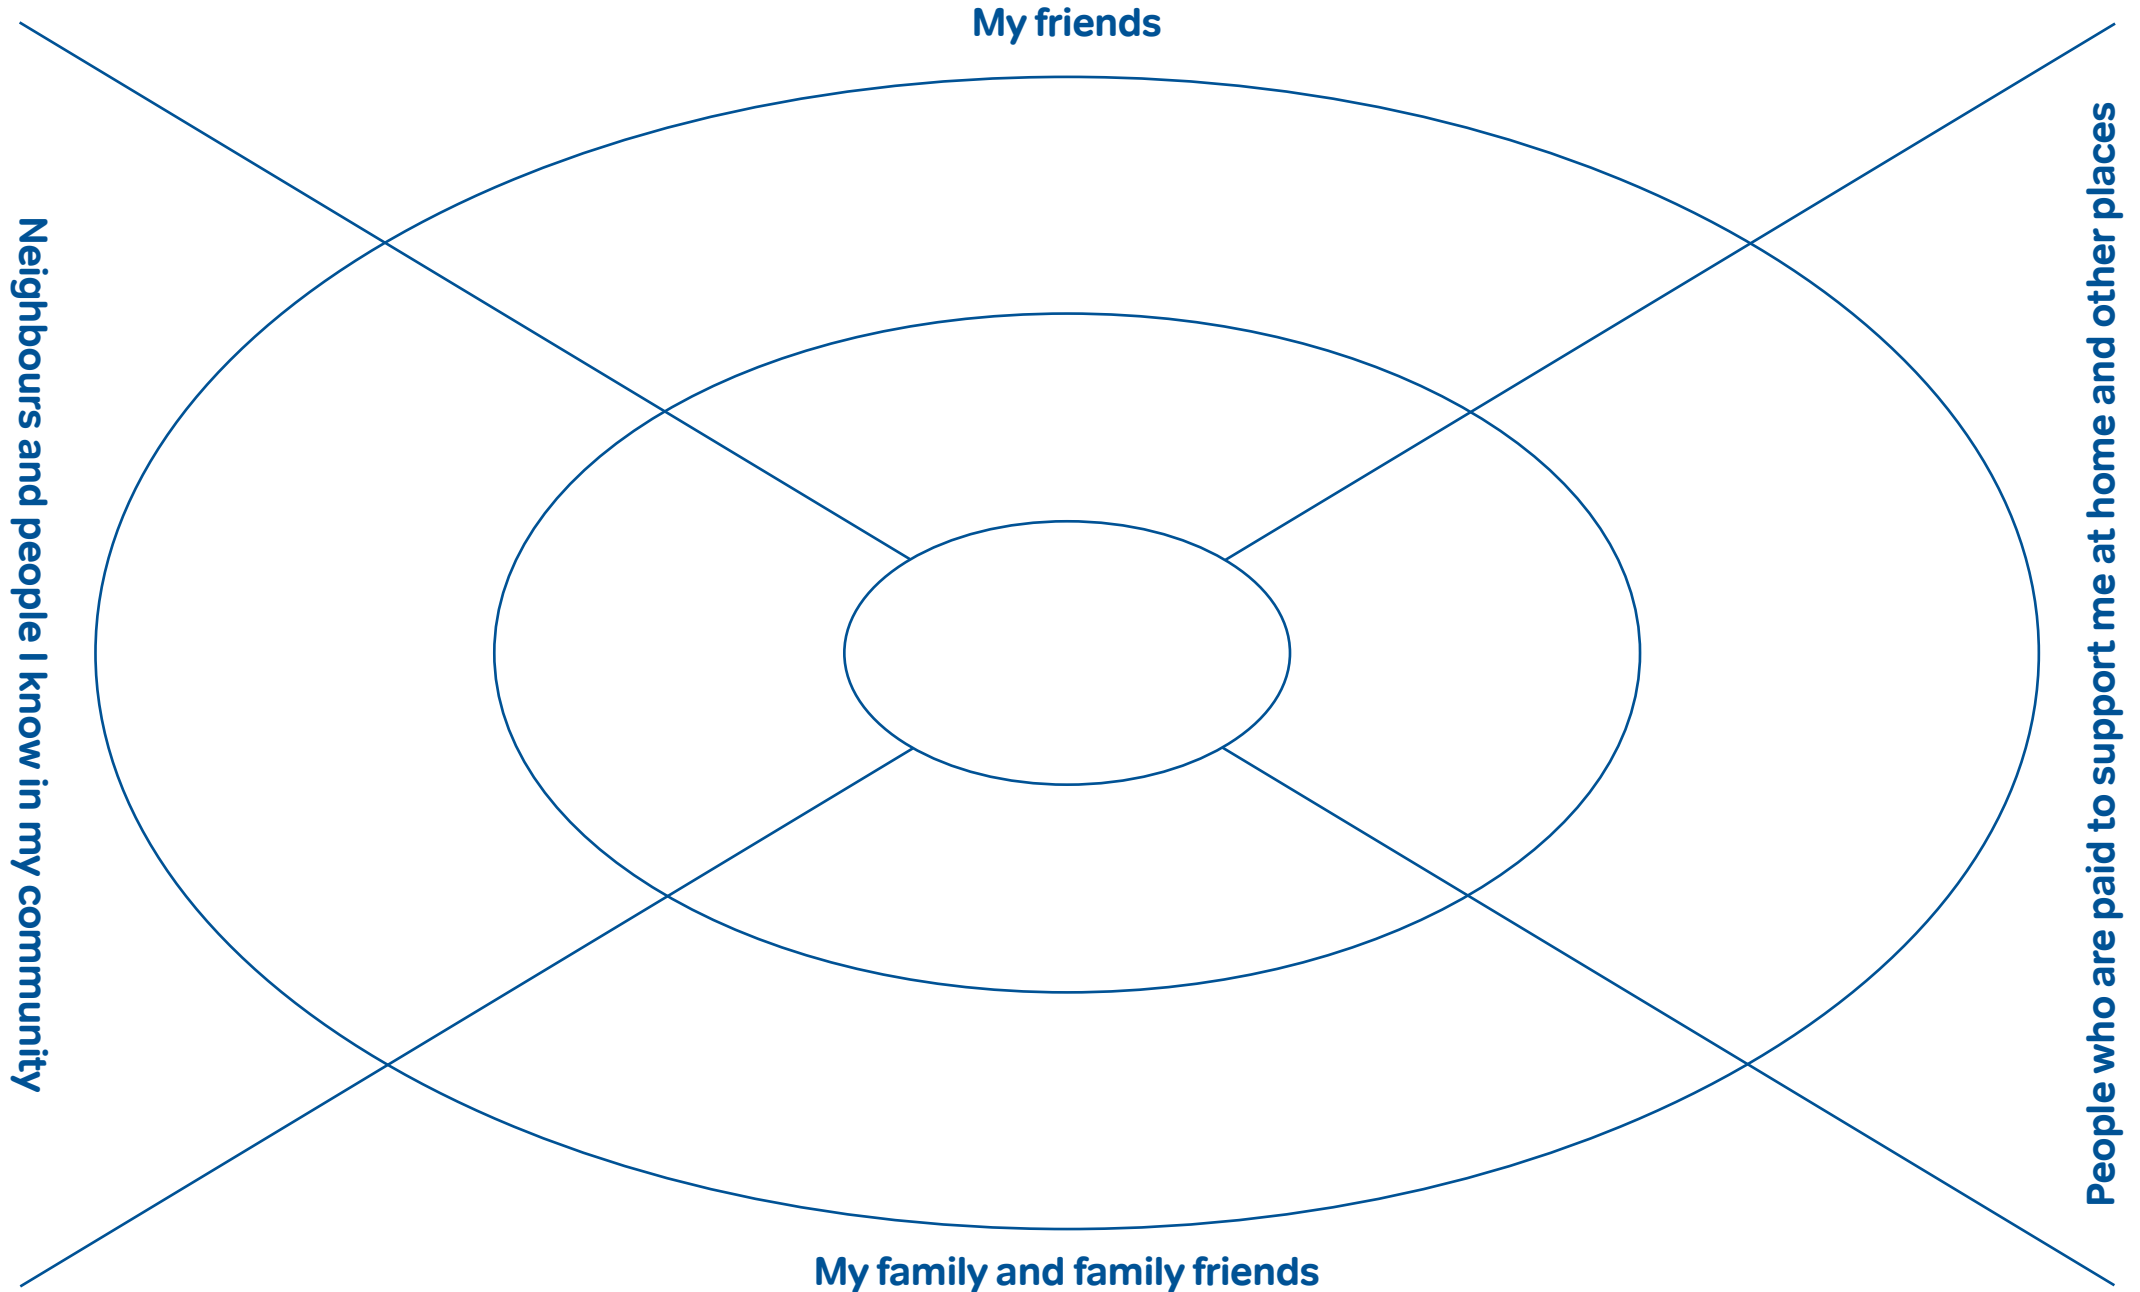 My friends
Neighbours and people I know in my community
People who are paid to support me at home and other places
My family and family friends